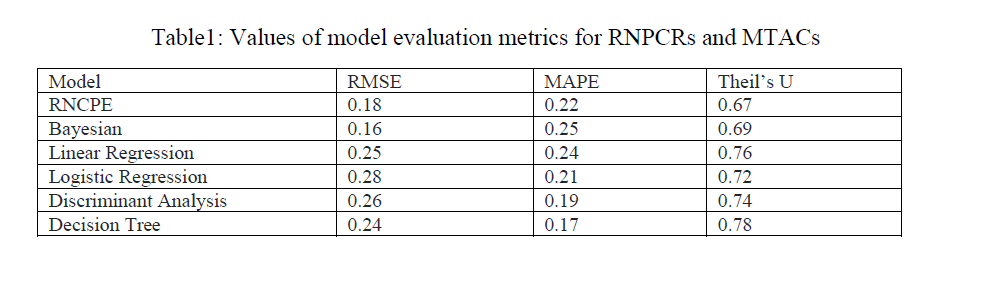 Table1: Values of model evaluation metrics for RNPCRs and MTACs
Model RMSE MAPE Theil’s U
RNCPE 0.18 0.22 0.67
Bayesian 0.16 0.25 0.69
Linear Regression 0.25 0.24 0.76
Logistic Regression 0.28 0.21 0.72
Discriminant Analysis 0.26 0.19 0.74
Decision Tree 0.24 0.17 0.78